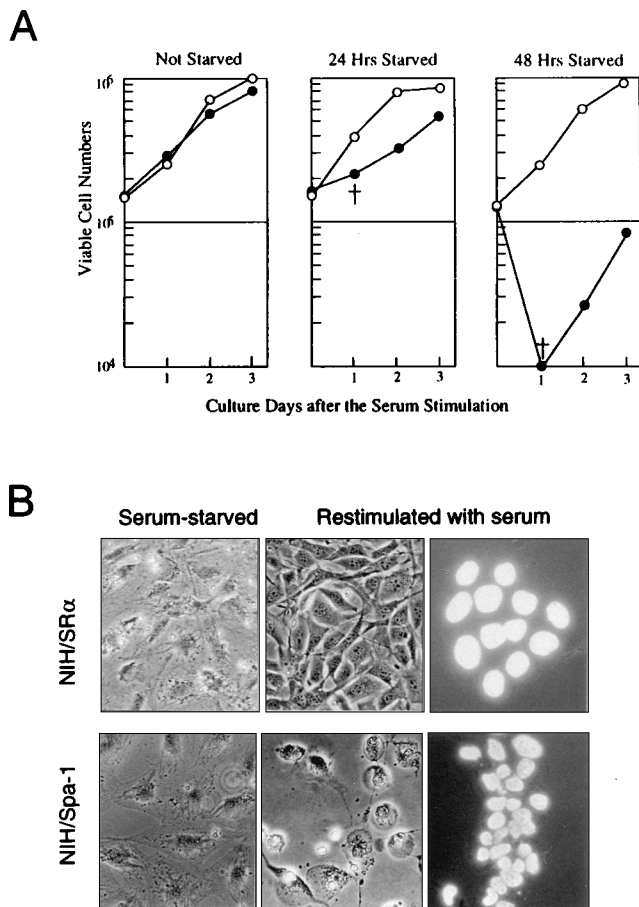 A
Not Starved
24 Hrs Starved
48 Hrs Starved
Viable Cell Numbers
10⁶
10⁵
10⁴
†
†
1 2 3
1 2 3
1 2 3
Culture Days after the Serum Stimulation
B
Serum-starved
Restimulated with serum
NIH/SRα
NIH/Spa-1